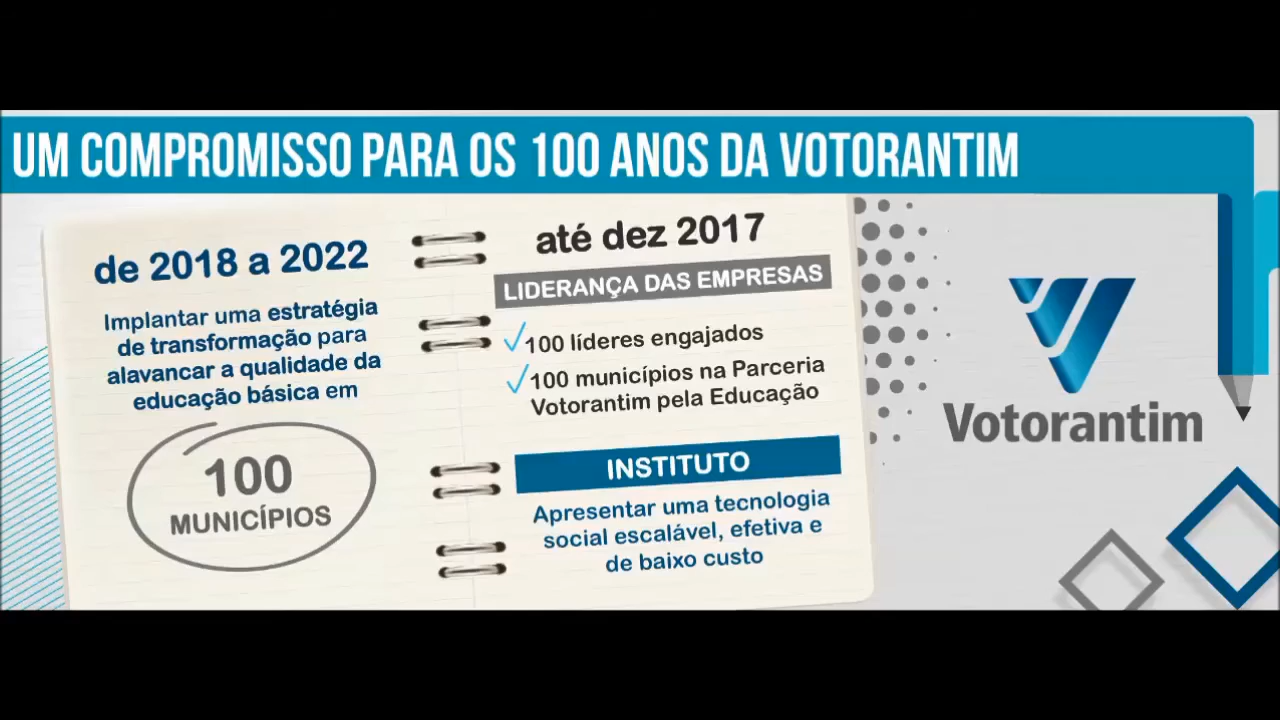 UM COMPROMISSO PARA OS 100 ANOS DA VOTORANTIM
de 2018 a 2022
Implantar uma estratégia
de transformação para
alavancar a qualidade da
educação básica em
100
MUNICÍPIOS
até dez 2017
LIDERANÇA DAS EMPRESAS
100 líderes engajados
100 municípios na Parceria
Votorantim pela Educação
INSTITUTO
Apresentar uma tecnologia
social escalável, efetiva e
de baixo custo
Votorantim